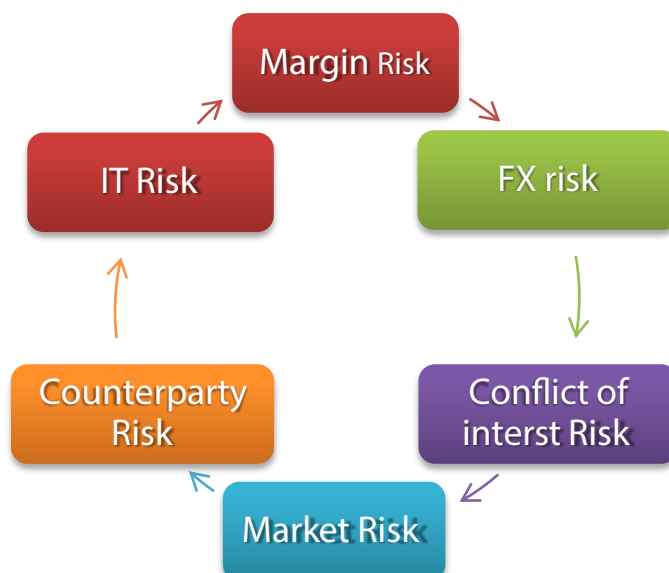 Margin Risk
FX risk
Conflict of
interst Risk
Market Risk
Counterparty
Risk
IT Risk